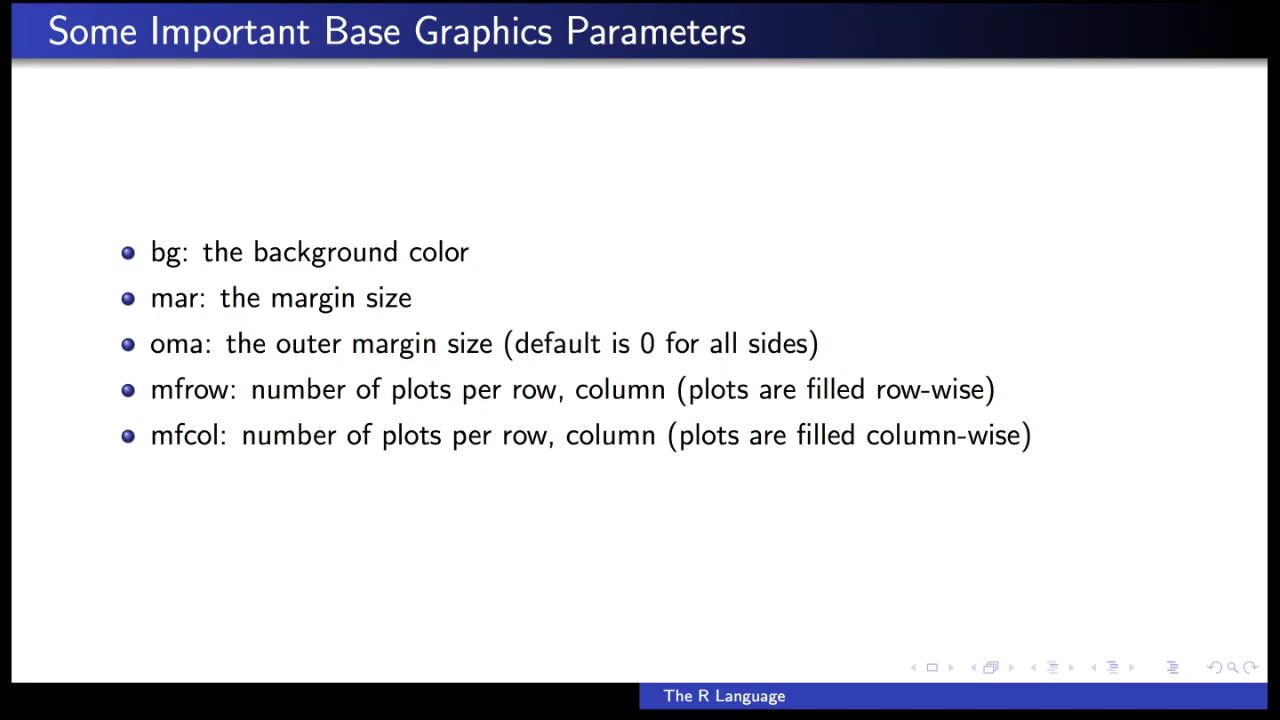 Some Important Base Graphics Parameters
bg: the background color
mar: the margin size
oma: the outer margin size (default is 0 for all sides)
mfrow: number of plots per row, column (plots are filled row-wise)
mfcol: number of plots per row, column (plots are filled column-wise)
The R Language